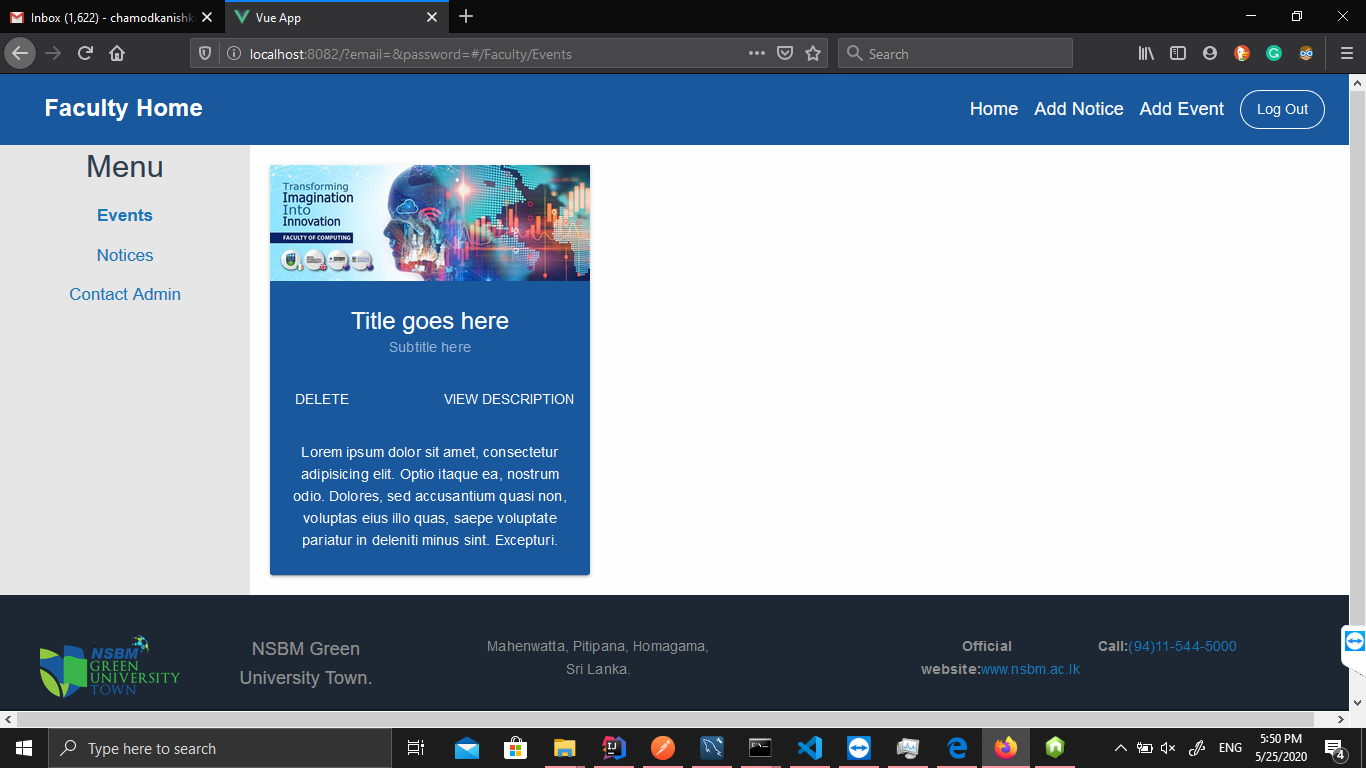 Inbox (1,622) - chamodkanishk
Vue App
localhost:8082/?email=&password=#/Faculty/Events
Search
Faculty Home
Home
Add Notice
Add Event
Log Out
Menu
Events
Notices
Contact Admin
Transforming
Imagination
Into
Innovation
FACULTY OF COMPUTING
Title goes here
Subtitle here
DELETE
VIEW DESCRIPTION
Lorem ipsum dolor sit amet, consectetur
adipisicing elit. Optio itaque ea, nostrum
odio. Dolores, sed accusantium quasi non,
voluptas eius illo quas, saepe voluptate
pariatur in deleniti minus sint. Excepturi.
NSBM
GREEN
UNIVERSITY
TOWN
NSBM Green
University Town.
Mahenwatta, Pitipana, Homagama,
Sri Lanka.
Official
website:www.nsbm.ac.lk
Call:(94)11-544-5000
Type here to search
ENG
5:50 PM
5/25/2020
4